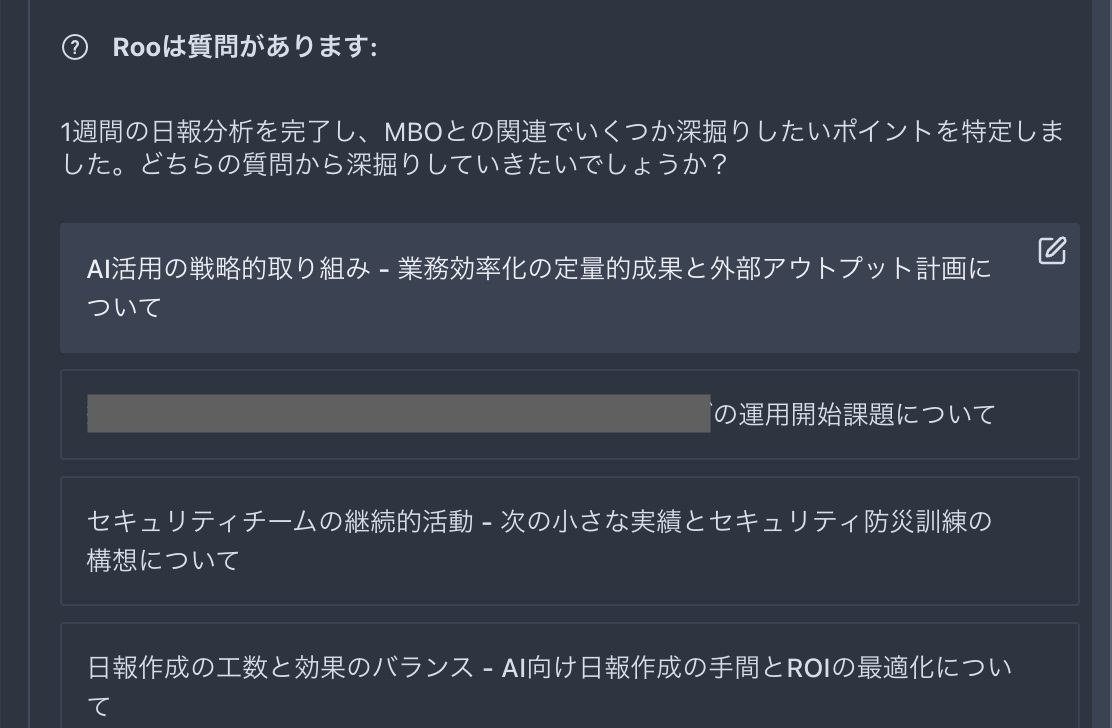 Rooは質問があります:
1週間の日報分析を完了し、MBOとの関連でいくつか深掘りしたいポイントを特定しま
した。どちらの質問から深掘りしていきたいでしょうか？
AI活用の戦略的取り組み - 業務効率化の定量的成果と外部アウトプット計画に
ついて
の運用開始課題について
セキュリティチームの継続的活動 - 次の小さな実績とセキュリティ防災訓練の
構想について
日報作成の工数と効果のバランス - AI向け日報作成の手間とROIの最適化につい
て